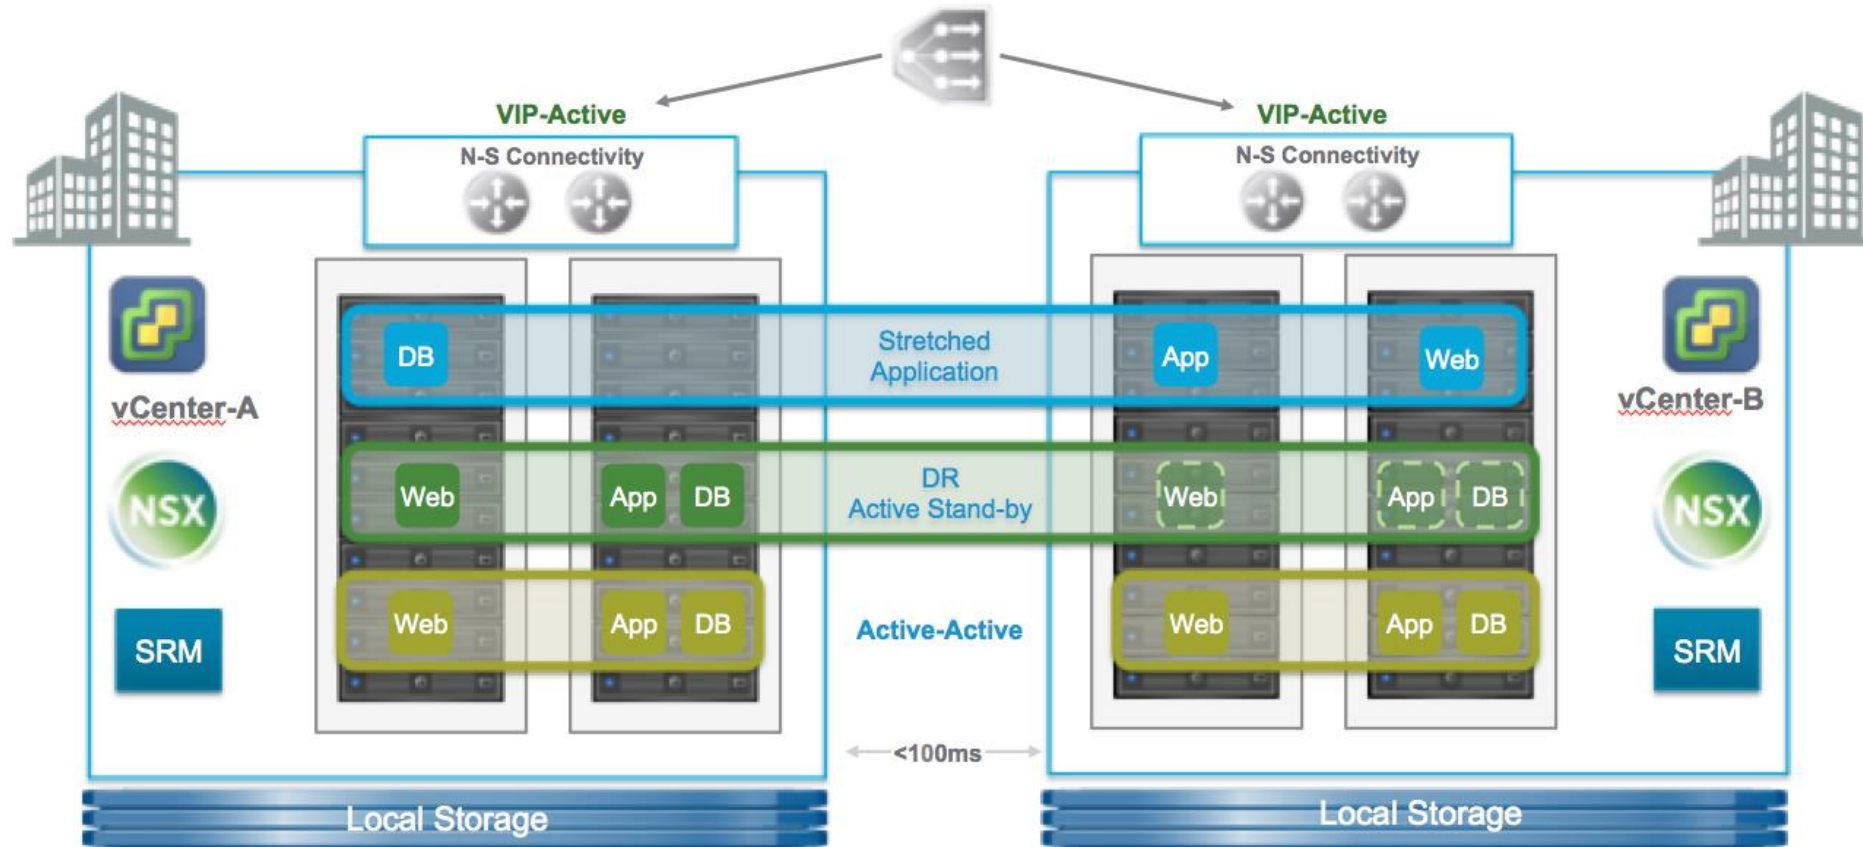 VIP-Active
VIP-Active
N-S Connectivity
N-S Connectivity
DB
Stretched
Application
App
Web
vCenter-A
vCenter-B
Web
App
DB
DR
Active Stand-by
Web
App
DB
NSX
NSX
Web
App
DB
Active-Active
Web
App
DB
SRM
SRM
<100ms
Local Storage
Local Storage